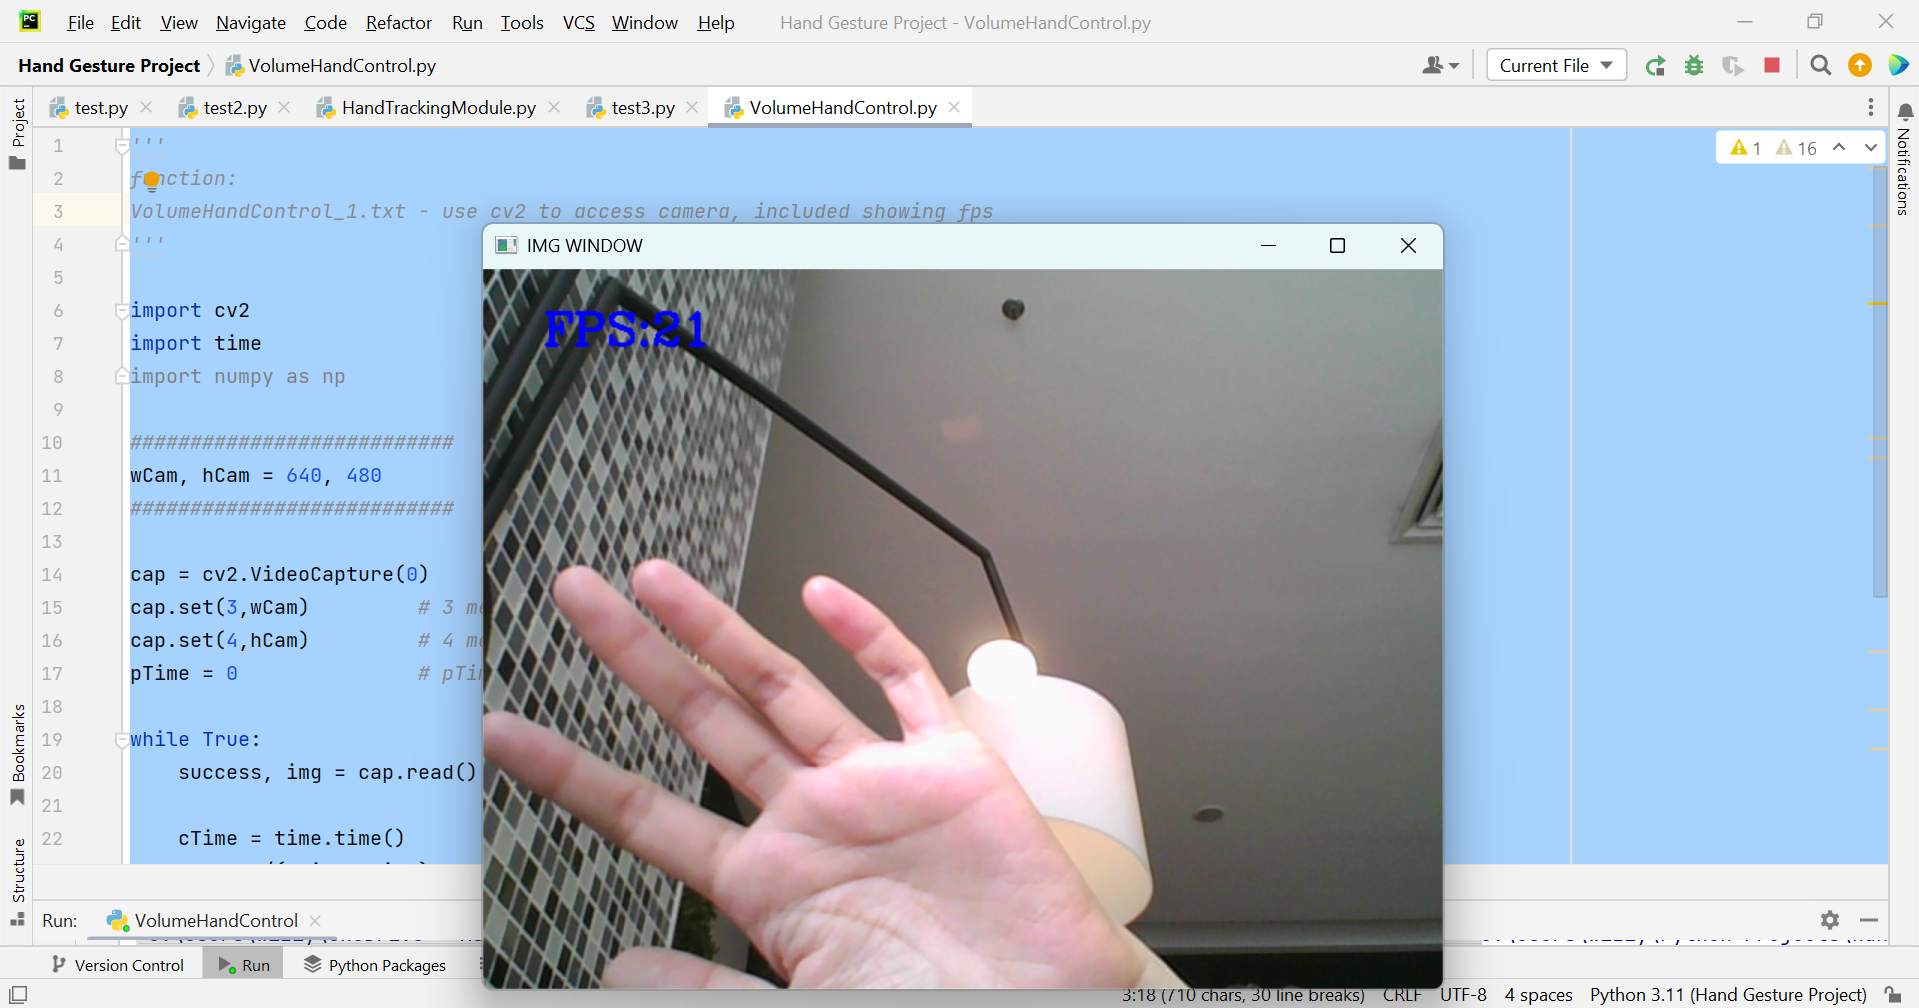 File Edit View Navigate Code Refactor Run Tools VCS Window Help Hand Gesture Project - VolumeHandControl.py
Hand Gesture Project VolumeHandControl.py Current File
test.py test2.py HandTrackingModule.py test3.py VolumeHandControl.py
Project
Notifications
1 16
1 '''
2 function:
3 VolumeHandControl_1.txt - use cv2 to access camera, included showing fps
4 '''
5
6 import cv2
7 import time
8 import numpy as np
9
10 ###########################
11 wCam, hCam = 640, 480
12 ###########################
13
14 cap = cv2.VideoCapture(0)
15 cap.set(3,wCam) # 3
16 cap.set(4,hCam) # 4
17 pTime = 0 #
18
19 while True:
20 success, img = cap.read()
21
22 cTime = time.time()
IMG WINDOW
FPS:21
Bookmarks
Structure
Run: VolumeHandControl
Version Control Run Python Packages
3:18 (710 chars, 30 line breaks) CRLF UTF-8 4 spaces Python 3.11 (Hand Gesture Project)